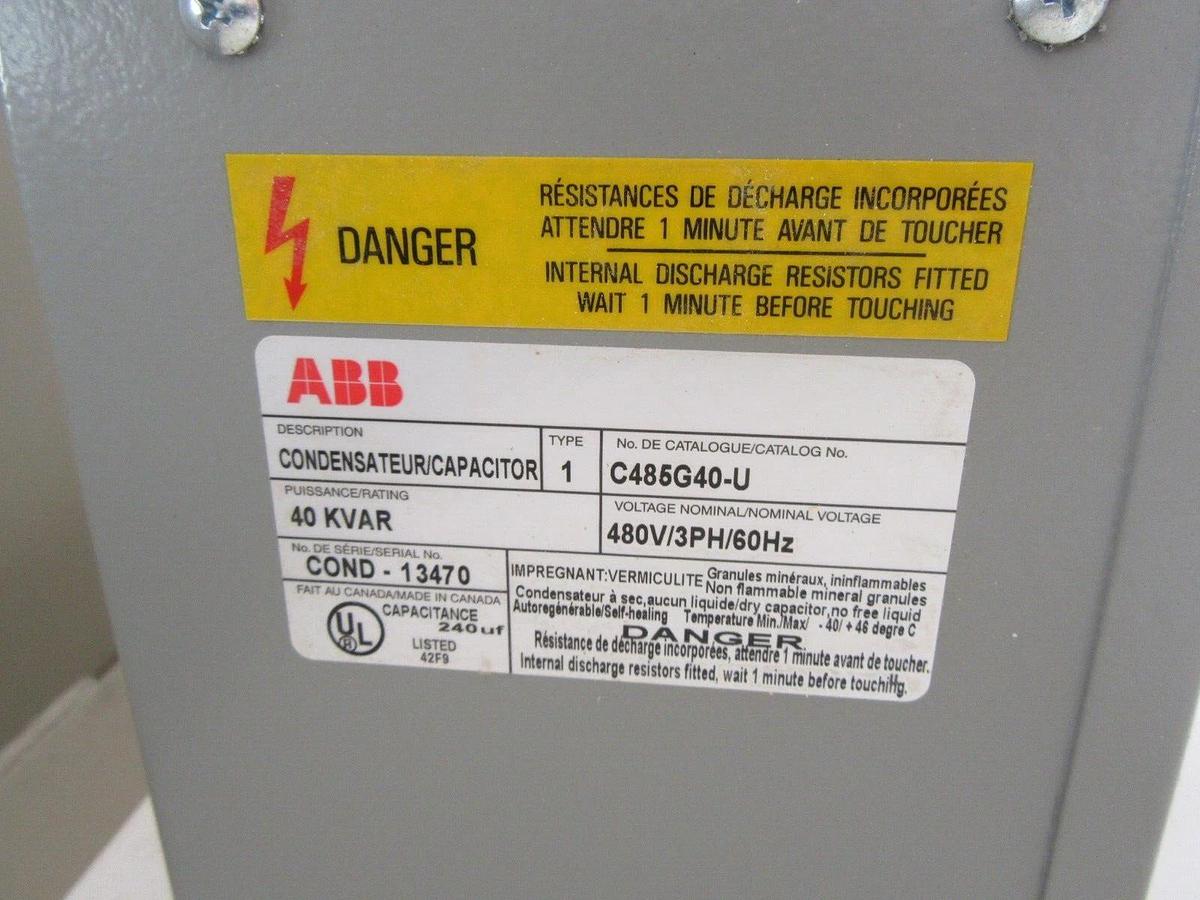 DANGER
RÉSISTANCES DE DÉCHARGE INCORPORÉES
ATTENDRE 1 MINUTE AVANT DE TOUCHER
INTERNAL DISCHARGE RESISTORS FITTED
WAIT 1 MINUTE BEFORE TOUCHING
ABB
DESCRIPTION
CONDENSATEUR/CAPACITOR
TYPE
1
No. DE CATALOGUE/CATALOG No.
C485G40-U
PUISSANCE/RATING
40 KVAR
VOLTAGE NOMINAL/NOMINAL VOLTAGE
480V/3PH/60Hz
No. DE SÉRIE/SERIAL No.
COND - 13470
FAIT AU CANADA/MADE IN CANADA
UL
®
CAPACITANCE
240uf
LISTED
42F9
IMPREGNANT:VERMICULITE Granules minéraux, ininflammables
Non flammable mineral granules
Condensateur à sec,aucun liquide/dry capacitor,no free liquid
Autoregénérable/Self-healing Temperature Min./Max/ - 40/ + 46 degre C
DANGER
Résistance de décharge incorporées, attendre 1 minute avant de toucher.
Internal discharge resistors fitted, wait 1 minute before touching.